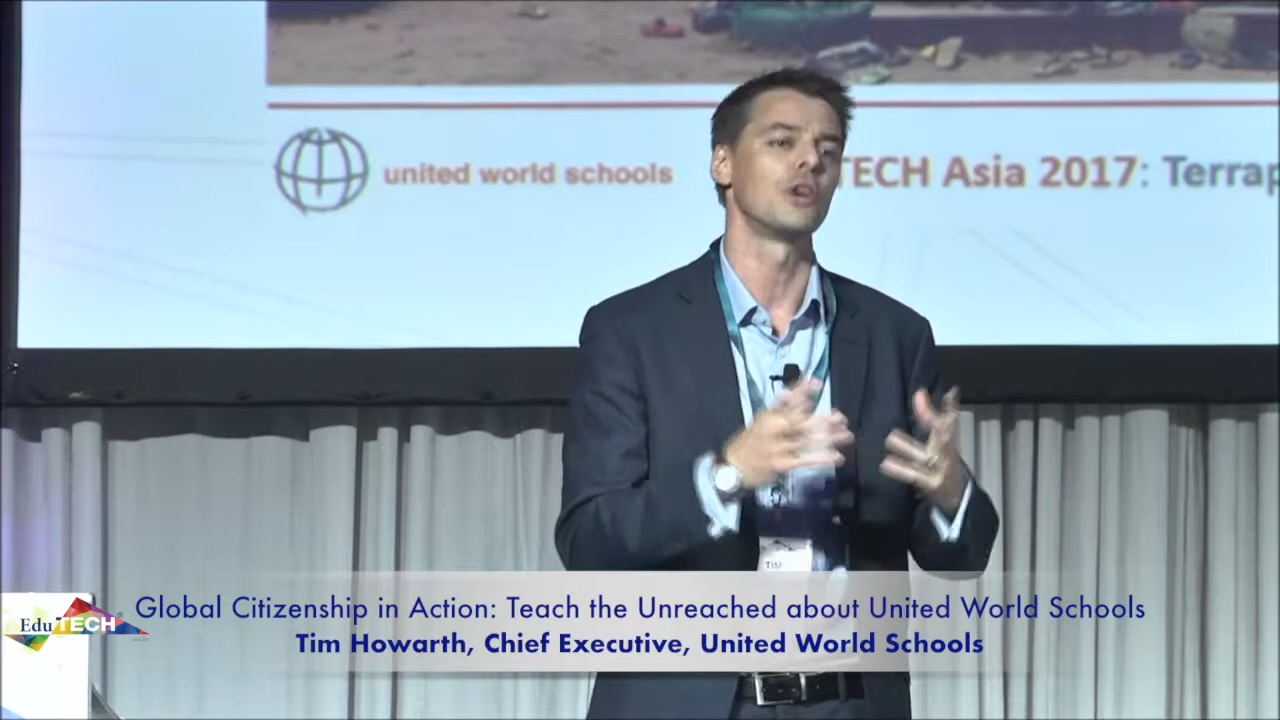 united world schools
TECH Asia 2017: Terrap
TIM
EduTECH
Global Citizenship in Action: Teach the Unreached about United World Schools
Tim Howarth, Chief Executive, United World Schools